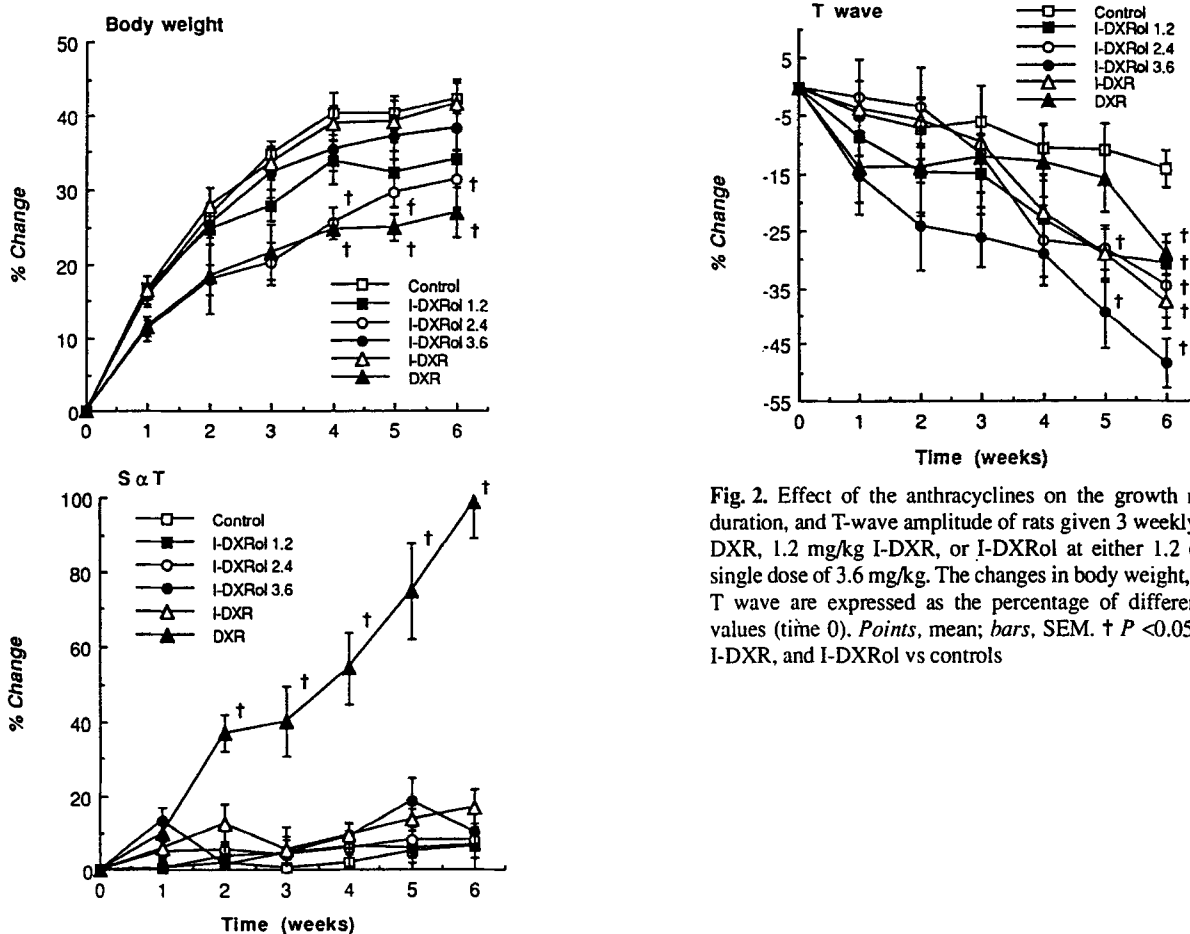 Body weight
50
40
30
20
10
0
% Change
†
†
†
†
†
†
Control
I-DXRol 1.2
I-DXRol 2.4
I-DXRol 3.6
I-DXR
DXR
0 1 2 3 4 5 6
T wave
Control
I-DXRol 1.2
I-DXRol 2.4
I-DXRol 3.6
I-DXR
DXR
5
-5
-15
-25
-35
-45
-55
% Change
†
†
†
†
†
†
†
0 1 2 3 4 5 6
Time (weeks)
S α T
100
80
60
40
20
0
% Change
Control
I-DXRol 1.2
I-DXRol 2.4
I-DXRol 3.6
I-DXR
DXR
†
†
†
†
†
0 1 2 3 4 5 6
Time (weeks)
Fig. 2. Effect of the anthracyclines on the growth
duration, and T-wave amplitude of rats given 3 weekly
DXR, 1.2 mg/kg I-DXR, or I-DXRol at either 1.2
single dose of 3.6 mg/kg. The changes in body weight,
T wave are expressed as the percentage of differe
values (time 0). Points, mean; bars, SEM. † P <0.05
I-DXR, and I-DXRol vs controls